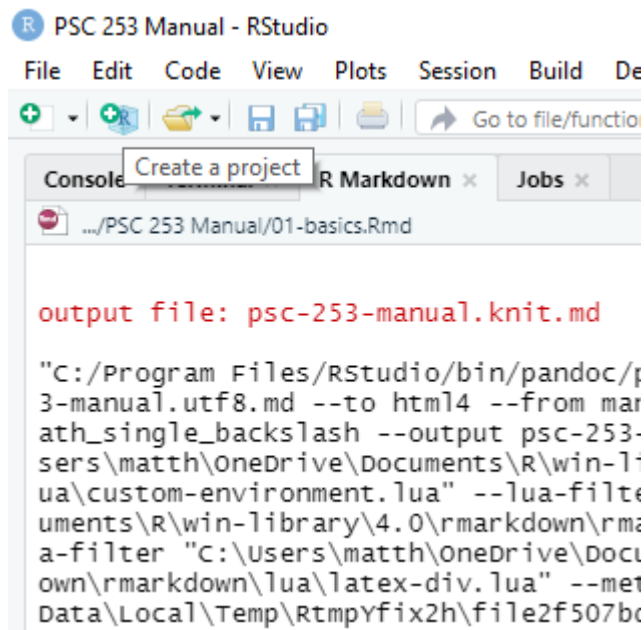 R PSC 253 Manual - RStudio
File Edit Code View Plots Session Build De
R Go to file/function
Create a project
Console R Markdown × Jobs ×
.../PSC 253 Manual/01-basics.Rmd
output file: psc-253-manual.knit.md
"C:/Program Files/RStudio/bin/pandoc/p
3-manual.utf8.md --to html4 --from mar
ath_single_backslash --output psc-253-
sers\matth\OneDrive\Documents\R\win-li
ua\custom-environment.lua" --lua-filte
uments\R\win-library\4.0\rmarkdown\rma
a-filter "C:\Users\matth\OneDrive\Docu
own\rmarkdown\lua\latex-div.lua" --met
Data\Local\Temp\RtmpYfix2h\file2f507bc